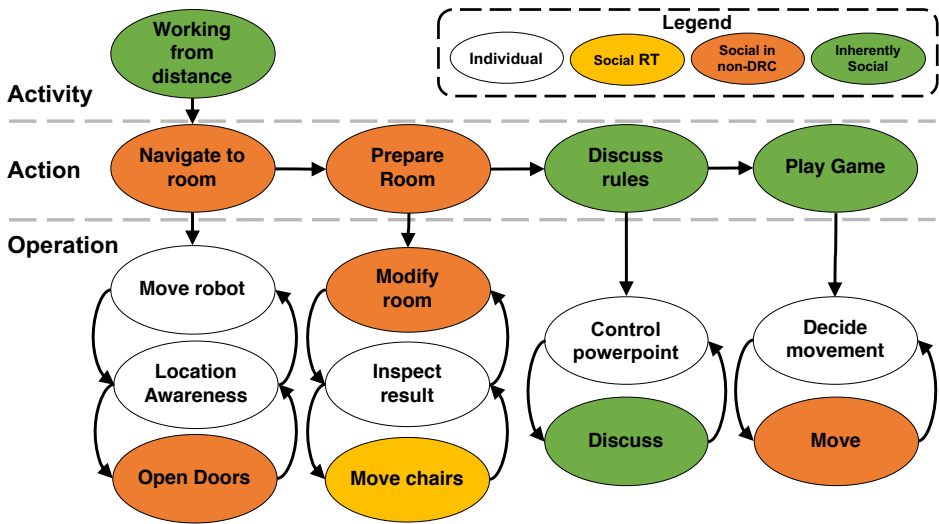 Working
from
distance
Legend
Individual
Social RT
Social in
non-DRC
Inherently
Social
Activity
Action
Navigate to
room
Prepare
Room
Discuss
rules
Play Game
Operation
Move robot
Modify
room
Control
powerpoint
Decide
movement
Location
Awareness
Inspect
result
Discuss
Move
Open Doors
Move chairs